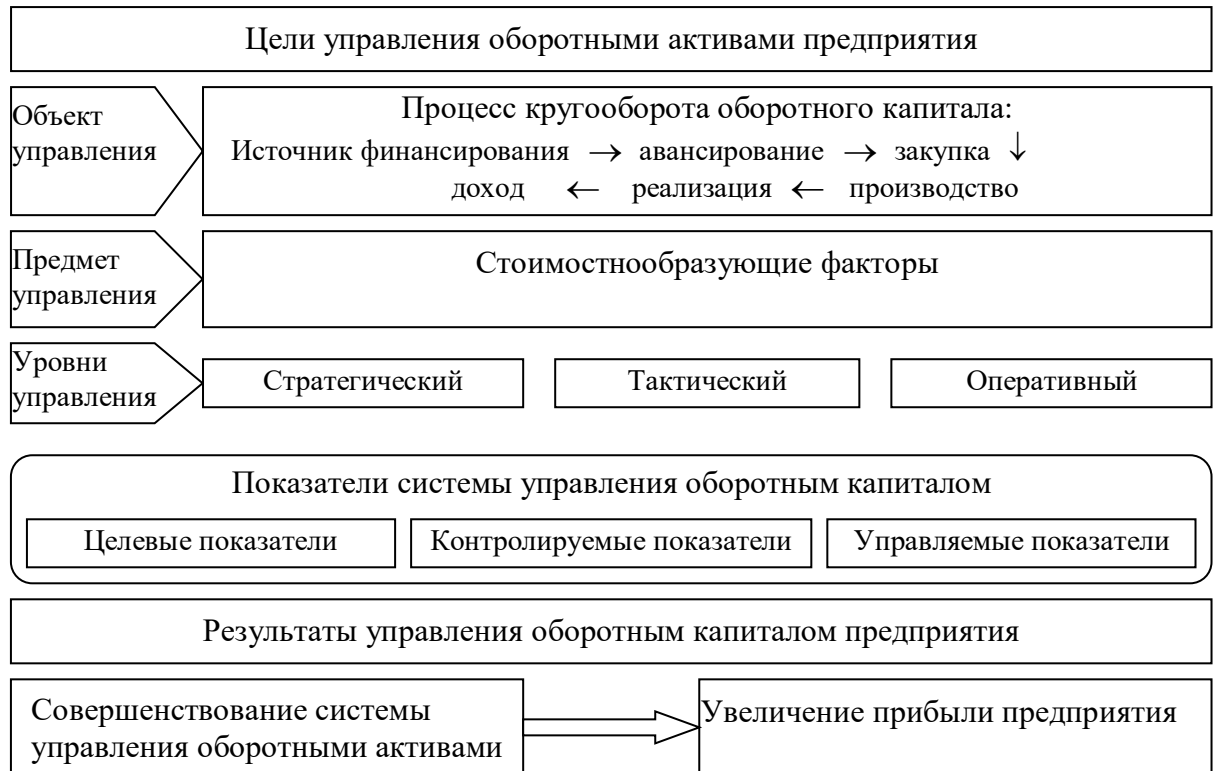 Цели управления оборотными активами предприятия
Объект
управления
Процесс кругооборота оборотного капитала:
Источник финансирования → авансирование → закупка ↓
доход ← реализация ← производство
Предмет
управления
Стоимостнообразующие факторы
Уровни
управления
Стратегический
Тактический
Оперативный
Показатели системы управления оборотным капиталом
Целевые показатели
Контролируемые показатели
Управляемые показатели
Результаты управления оборотным капиталом предприятия
Совершенствование системы
управления оборотными активами
Увеличение прибыли предприятия